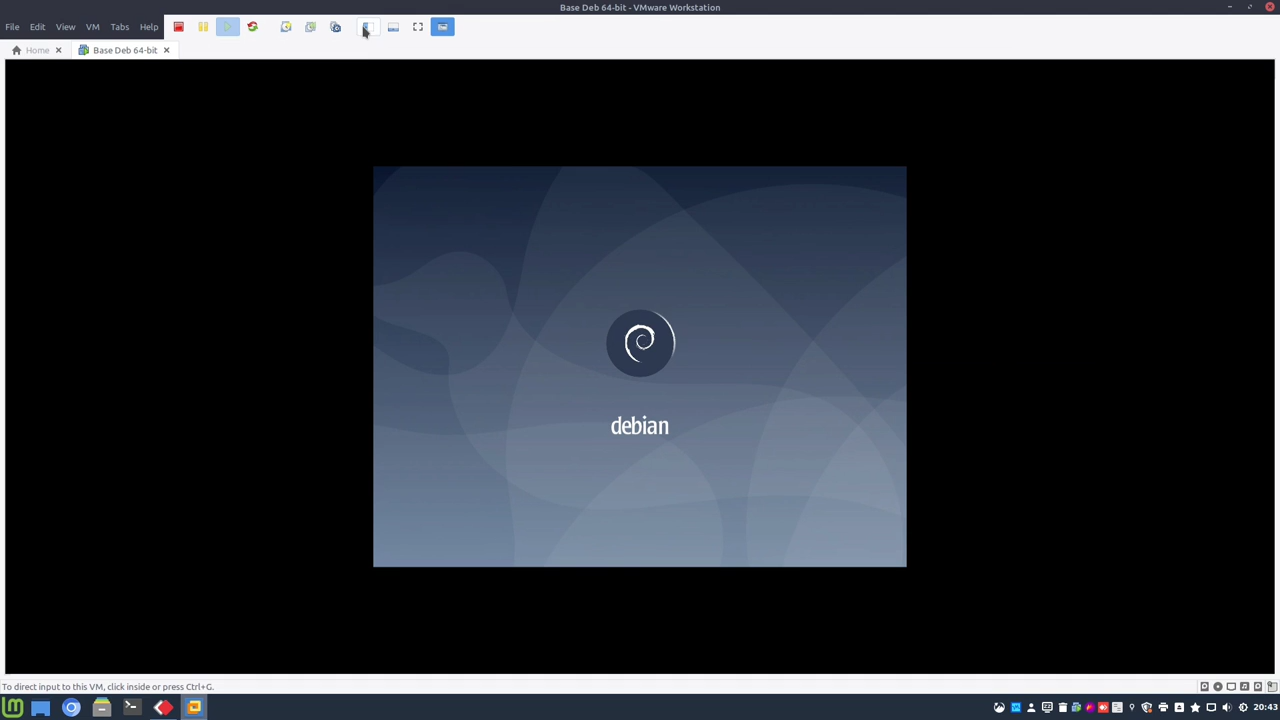 Base Deb 64-bit - VMware Workstation
File Edit View VM Tabs Help
Home Base Deb 64-bit
debian
To direct input to this VM, click inside or press Ctrl+G.
20:43